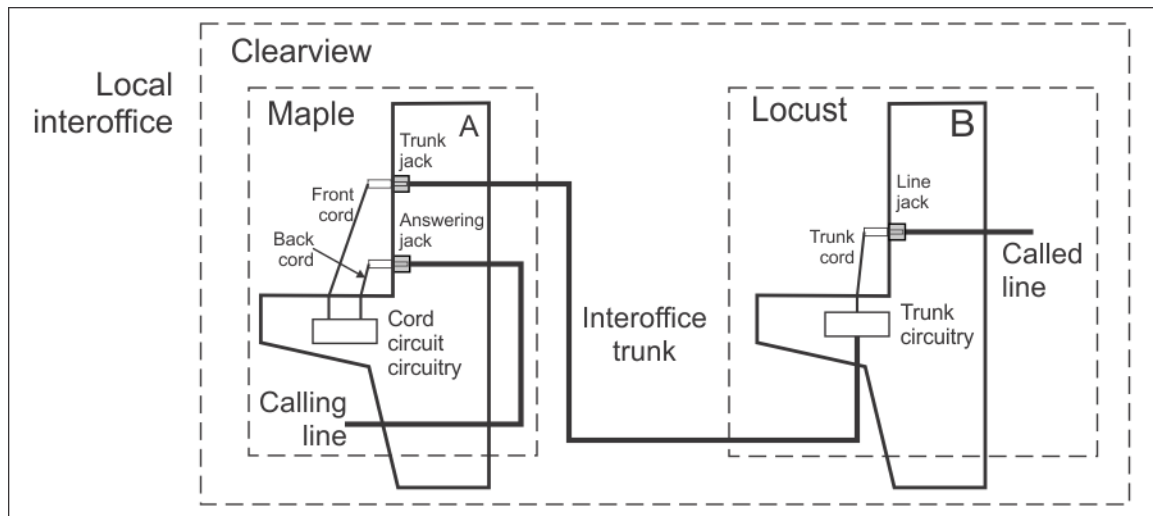 Local
interoffice
Clearview
Maple
A
Trunk
jack
Front
cord
Answering
jack
Back
cord
Cord
circuit
circuitry
Calling
line
Interoffice
trunk
Locust
B
Line
jack
Trunk
cord
Called
line
Trunk
circuitry